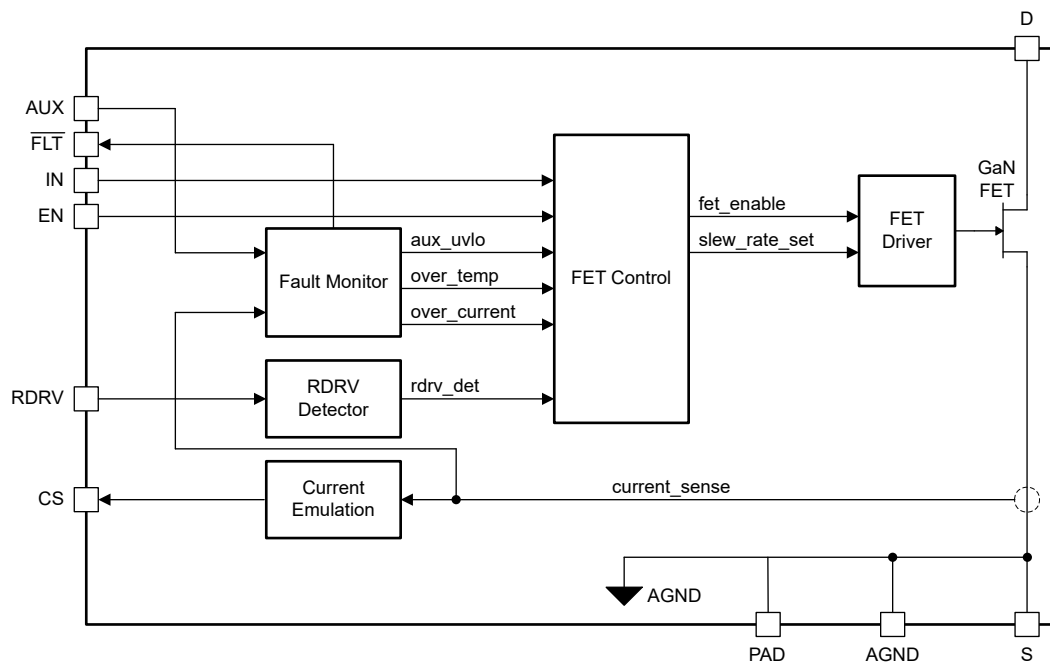 D
AUX
FLT
IN
EN
GaN
FET
fet_enable
slew_rate_set
FET
Driver
aux_uvlo
over_temp
over_current
Fault Monitor
FET Control
RDRV
RDRV
Detector
rdrv_det
CS
Current
Emulation
current_sense
AGND
PAD
AGND
S